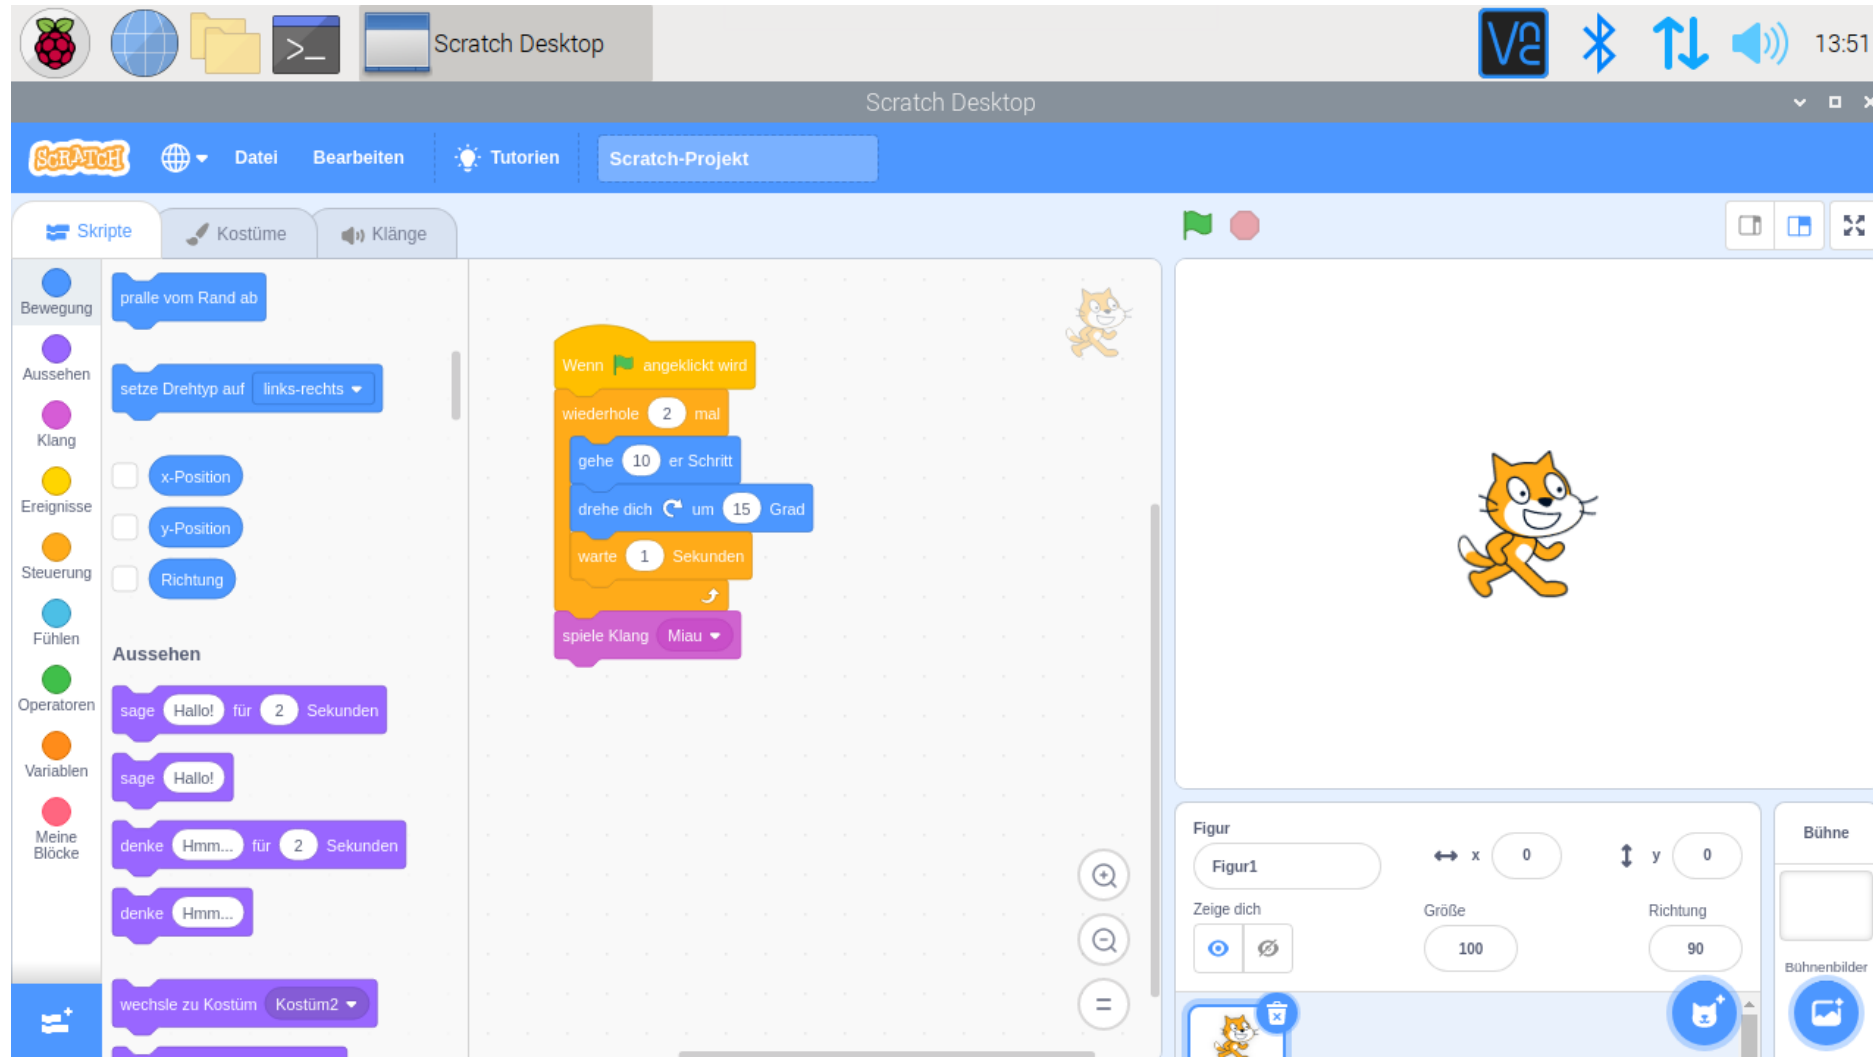 Scratch Desktop
VNC
13:51
Scratch Desktop
SCRATCH
Datei
Bearbeiten
Tutorien
Scratch-Projekt
Skripte
Kostüme
Klänge
Bewegung
Aussehen
Klang
Ereignisse
Steuerung
Fühlen
Operatoren
Variablen
Meine
Blöcke
pralle vom Rand ab
setze Drehtyp auf links-rechts
x-Position
y-Position
Richtung
Aussehen
sage Hallo! für 2 Sekunden
sage Hallo!
denke Hmm... für 2 Sekunden
denke Hmm...
wechsle zu Kostüm Kostüm2
Wenn angeklickt wird
wiederhole 2 mal
gehe 10 er Schritt
drehe dich um 15 Grad
warte 1 Sekunden
spiele Klang Miau
Figur
Figur1
x 0
y 0
Zeige dich
Größe
100
Richtung
90
Bühne
Bühnenbilder